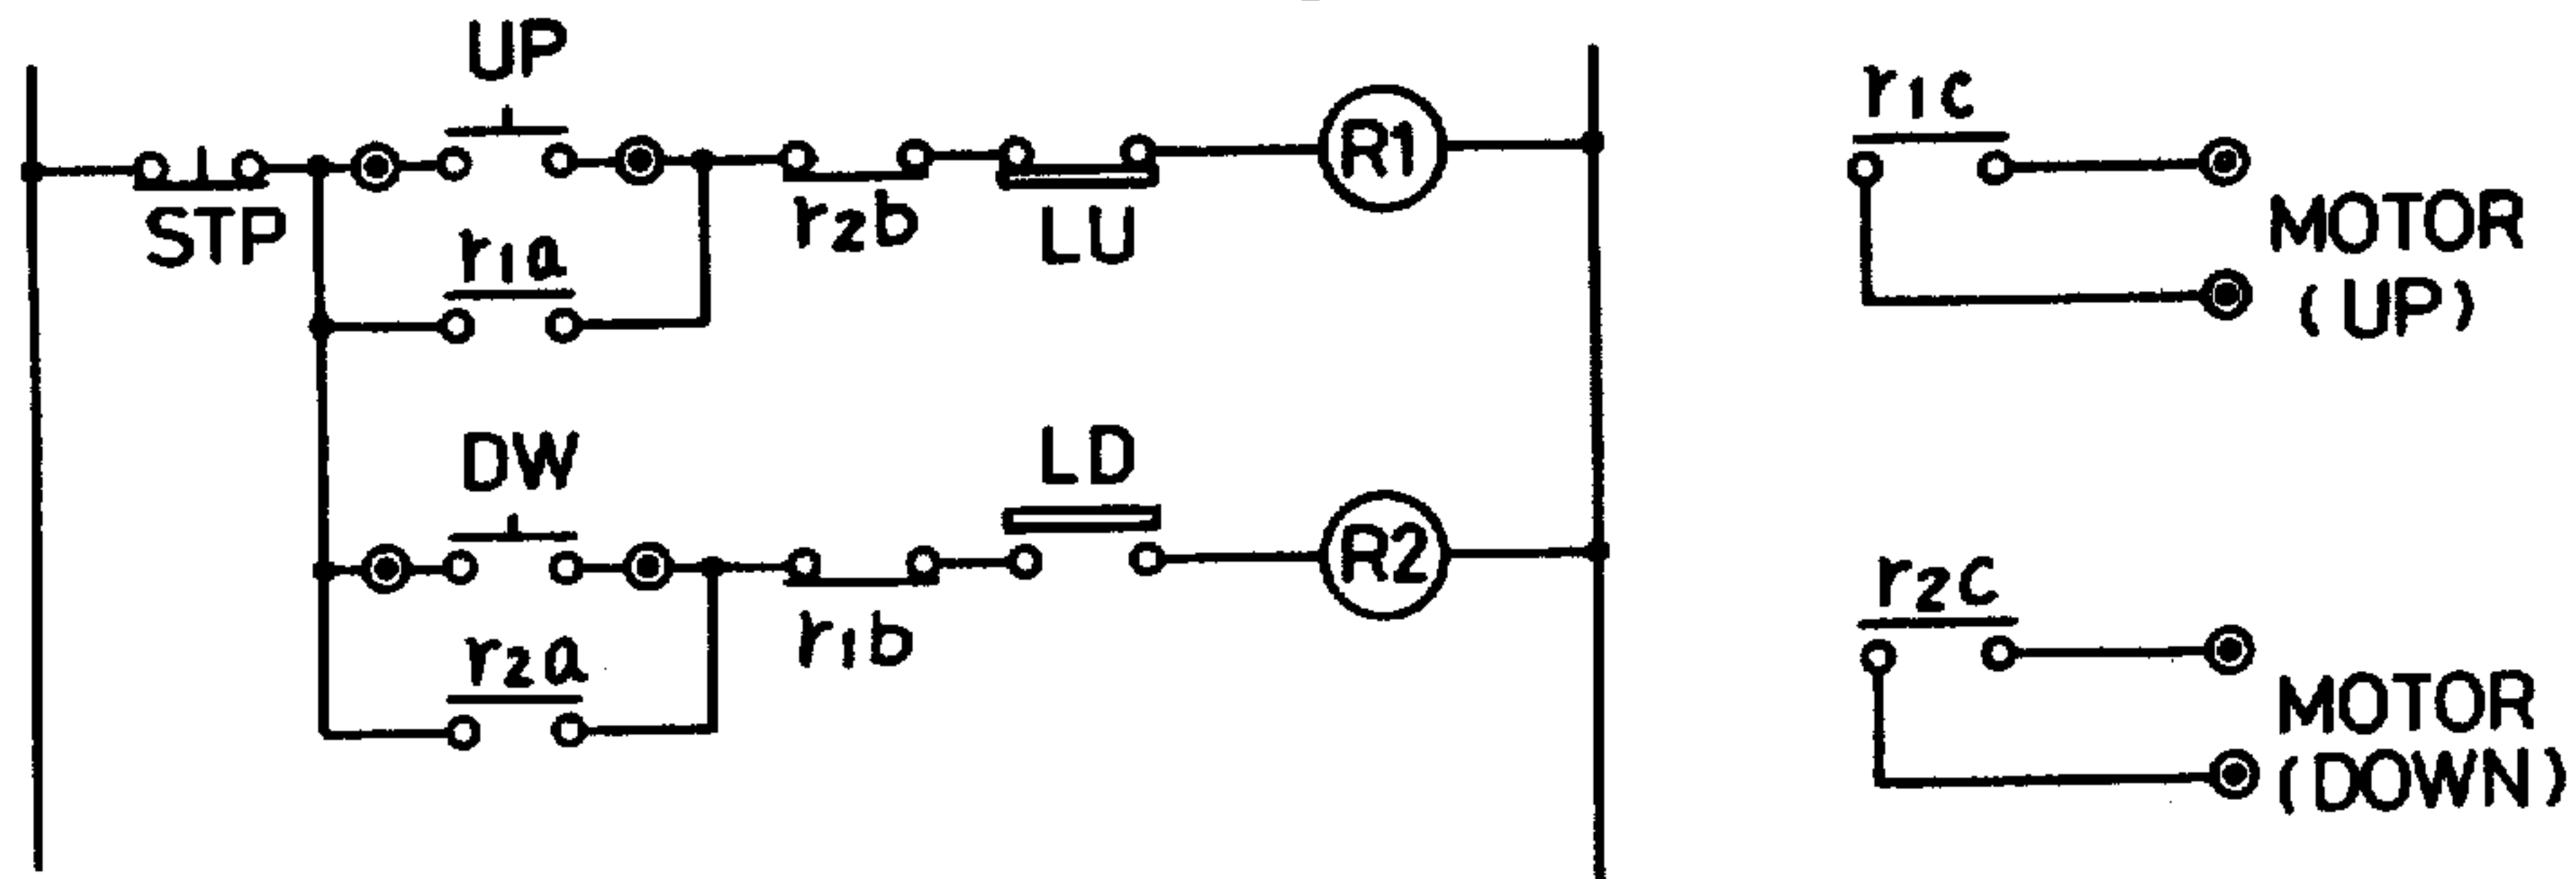 UP
STP
r1a
r2b
LU
R1
r1c
MOTOR
(UP)
DW
r2a
r1b
LD
R2
r2c
MOTOR
(DOWN)